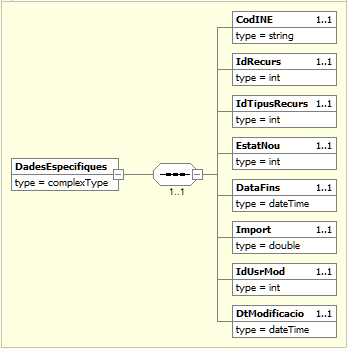 CodINE 1..1
type = string
IdRecurs 1..1
type = int
IdTipusRecurs 1..1
type = int
EstatNou 1..1
type = int
DadesEspecifiques
type = complexType
1..1
DataFins 1..1
type = dateTime
Import 1..1
type = double
IdUsrMod 1..1
type = int
DtModificacio 1..1
type = dateTime